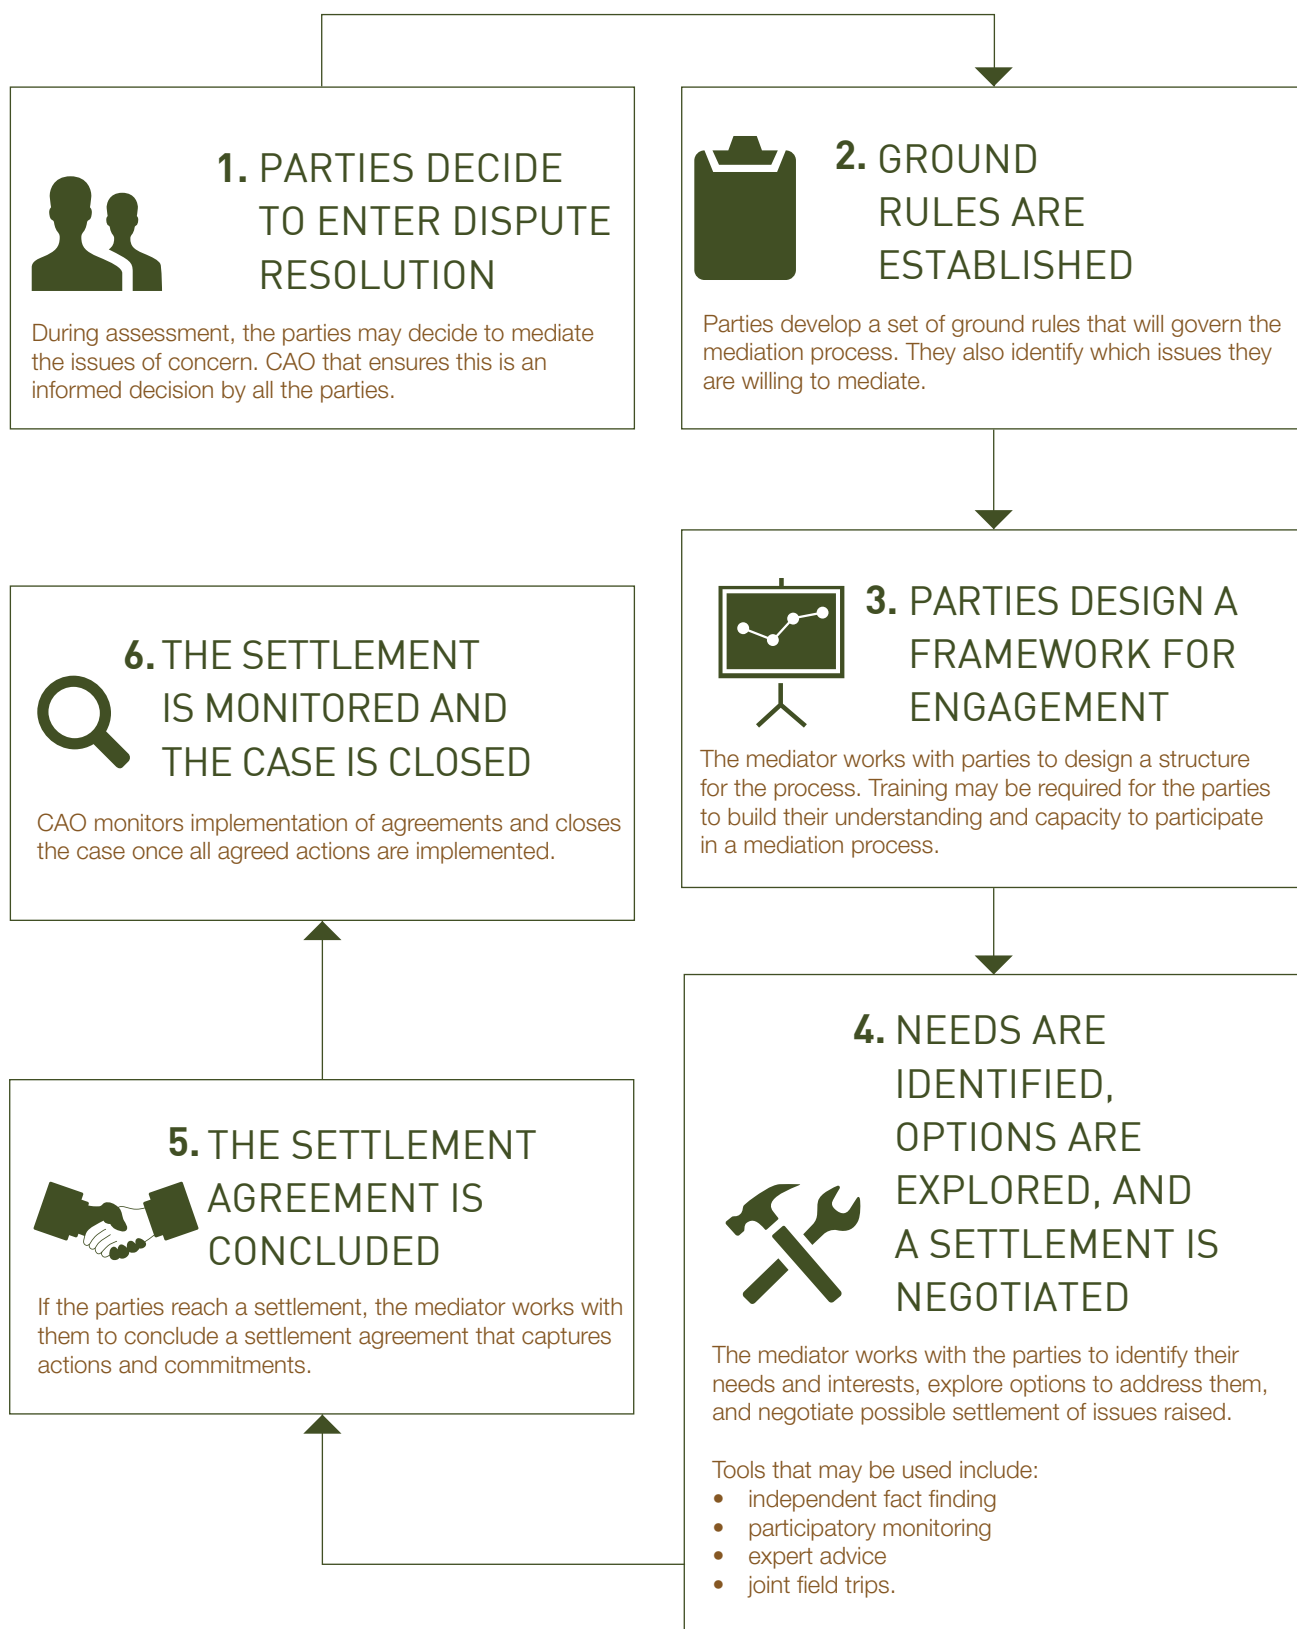 1. PARTIES DECIDE
TO ENTER DISPUTE
RESOLUTION
During assessment, the parties may decide to mediate
the issues of concern. CAO that ensures this is an
informed decision by all the parties.
2. GROUND
RULES ARE
ESTABLISHED
Parties develop a set of ground rules that will govern the
mediation process. They also identify which issues they
are willing to mediate.
3. PARTIES DESIGN A
FRAMEWORK FOR
ENGAGEMENT
The mediator works with parties to design a structure
for the process. Training may be required for the parties
to build their understanding and capacity to participate
in a mediation process.
4. NEEDS ARE
IDENTIFIED,
OPTIONS ARE
EXPLORED, AND
A SETTLEMENT IS
NEGOTIATED
The mediator works with the parties to identify their
needs and interests, explore options to address them,
and negotiate possible settlement of issues raised.
Tools that may be used include:
• independent fact finding
• participatory monitoring
• expert advice
• joint field trips.
5. THE SETTLEMENT
AGREEMENT IS
CONCLUDED
If the parties reach a settlement, the mediator works with
them to conclude a settlement agreement that captures
actions and commitments.
6. THE SETTLEMENT
IS MONITORED AND
THE CASE IS CLOSED
CAO monitors implementation of agreements and closes
the case once all agreed actions are implemented.